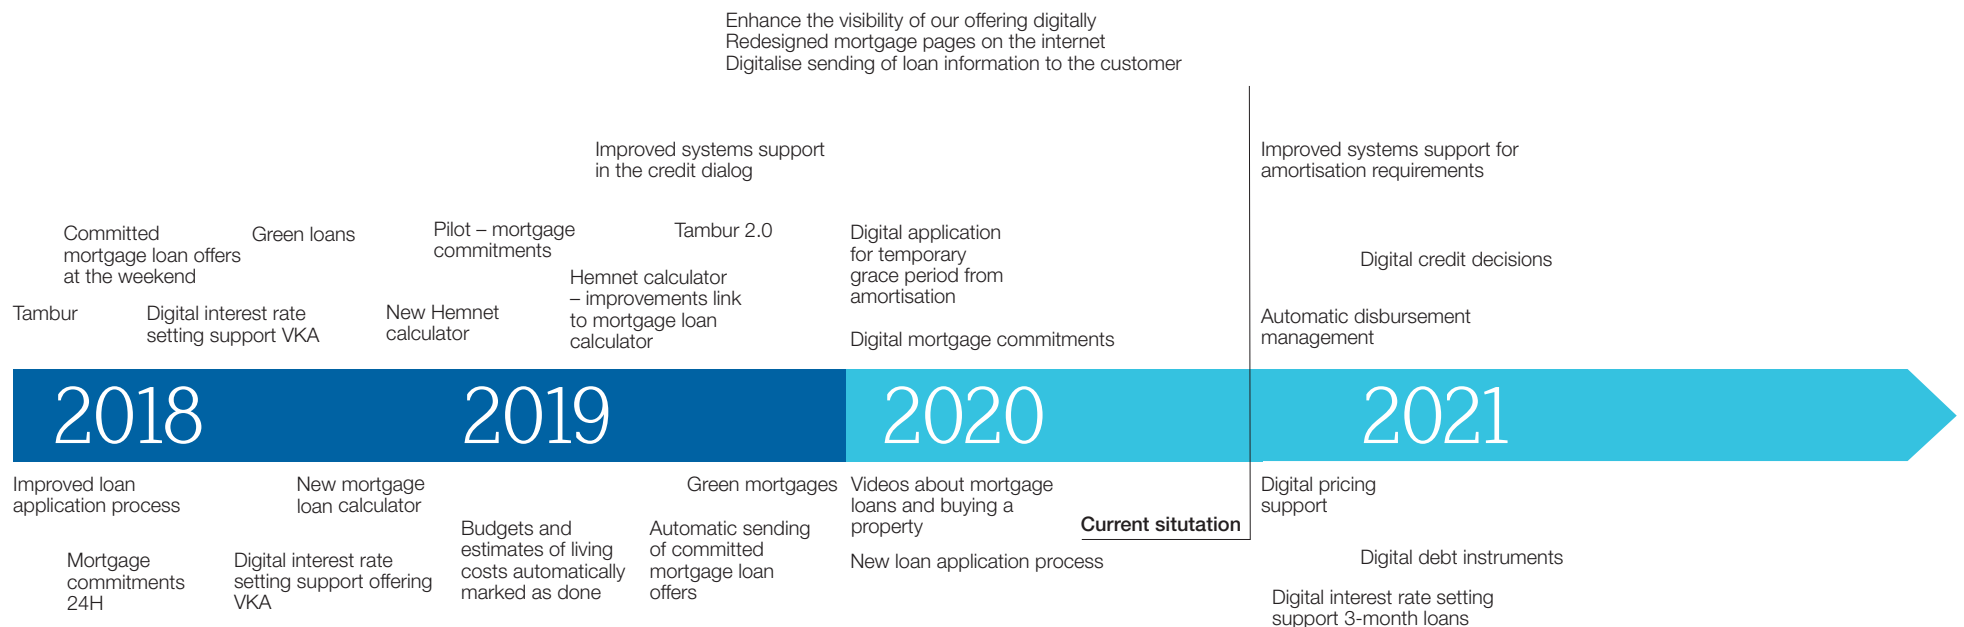 Enhance the visibility of our offering digitally
Redesigned mortgage pages on the internet
Digitalise sending of loan information to the customer
Improved systems support
in the credit dialog
Improved systems support for
amortisation requirements
Committed
mortgage loan offers
at the weekend
Green loans
Pilot – mortgage
commitments
Tambur 2.0
Digital application
for temporary
grace period from
amortisation
Digital credit decisions
Hemnet calculator
– improvements link
to mortgage loan
calculator
Tambur
Digital interest rate
setting support VKA
New Hemnet
calculator
Digital mortgage commitments
Automatic disbursement
management
2018
2019
2020
2021
Improved loan
application process
New mortgage
loan calculator
Green mortgages
Videos about mortgage
loans and buying a
property
Digital pricing
support
Budgets and
estimates of living
costs automatically
marked as done
Automatic sending
of committed
mortgage loan
offers
Current situtation
Mortgage
commitments
24H
Digital interest rate
setting support offering
VKA
New loan application process
Digital debt instruments
Digital interest rate setting
support 3-month loans